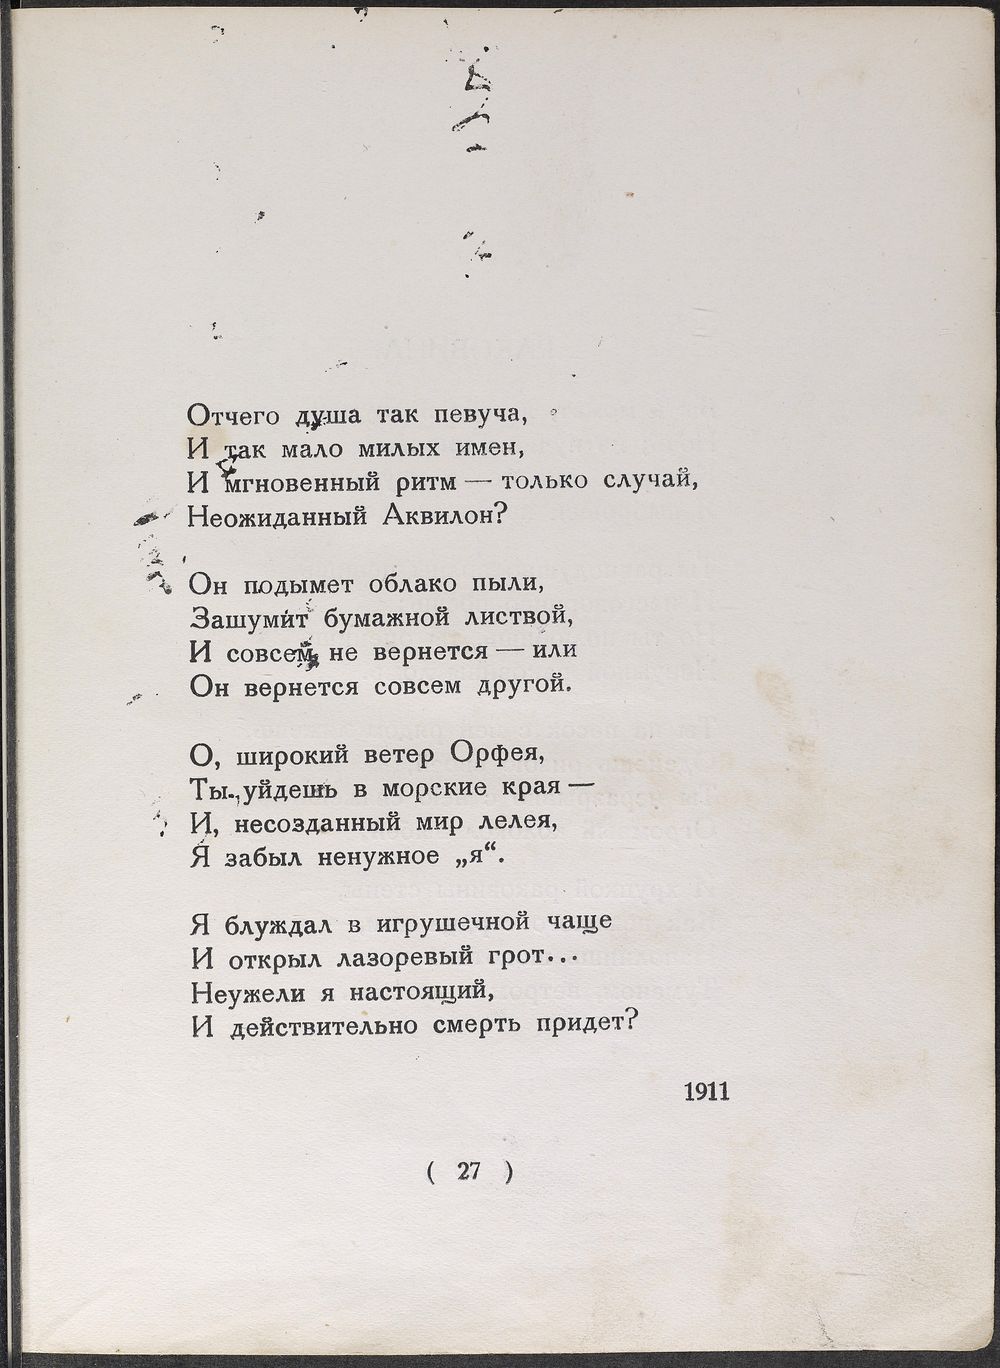 Отчего душа так певуча,
И так мало милых имен,
И мгновенный ритм — только случай,
Неожиданный Аквилон?
Он подымет облако пыли,
Зашумит бумажной листвой,
И совсем не вернется — или
Он вернется совсем другой.
О, широкий ветер Орфея,
Ты уйдешь в морские края —
И, несозданный мир лелея,
Я забыл ненужное „я“.
Я блуждал в игрушечной чаще
И открыл лазоревый грот...
Неужели я настоящий,
И действительно смерть придет?
1911
( 27 )